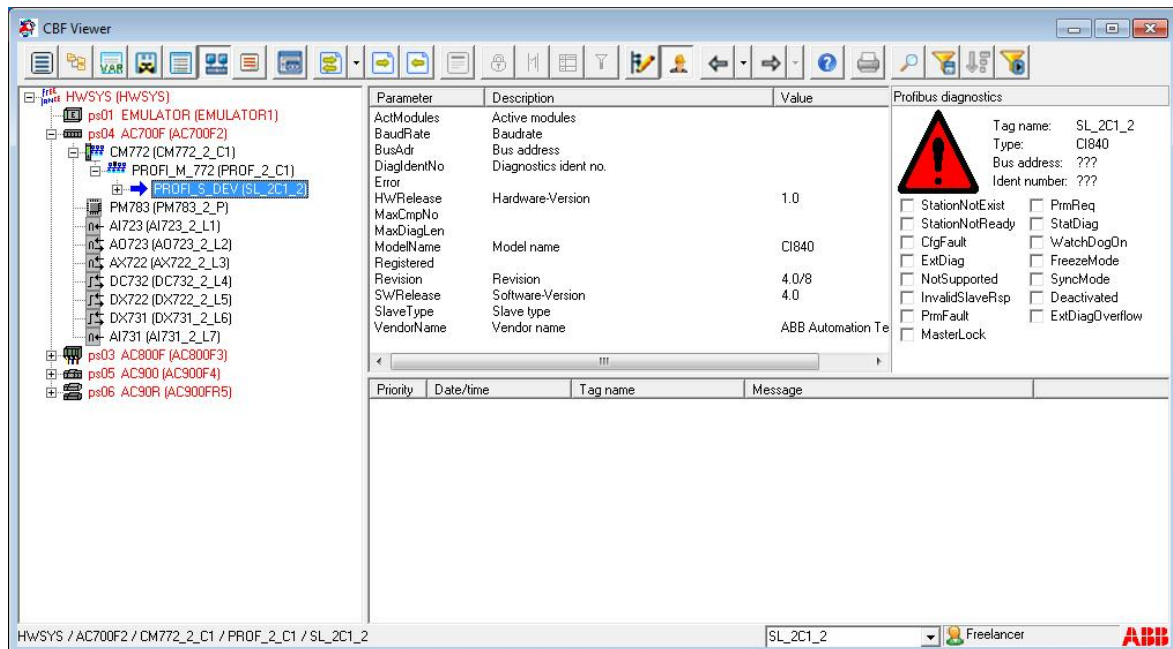 CBF Viewer
VAR
FREE
LANCE HWSYS (HWSYS)
ps01 EMULATOR (EMULATOR1)
ps04 AC700F (AC700F2)
CM772 (CM772_2_C1)
PROFI_M_772 (PROF_2_C1)
PROFI_S_DEV (SL_2C1_2)
PM783 (PM783_2_P)
AI723 (AI723_2_L1)
AO723 (AO723_2_L2)
AX722 (AX722_2_L3)
DC732 (DC732_2_L4)
DX722 (DX722_2_L5)
DX731 (DX731_2_L6)
AI731 (AI731_2_L7)
ps03 AC800F (AC800F3)
ps05 AC900 (AC900F4)
ps06 AC90R (AC900FR5)
Parameter Description Value
ActModules Active modules
BaudRate Baudrate
BusAdr Bus address
DiagIdentNo Diagnostics ident no.
Error
HWRelease Hardware-Version 1.0
MaxCmpNo
MaxDiagLen
ModelName Model name CI840
Registered
Revision Revision 4.0/8
SWRelease Software-Version 4.0
SlaveType Slave type
VendorName Vendor name ABB Automation Te
Profibus diagnostics
Tag name: SL_2C1_2
Type: CI840
Bus address: ???
Ident number: ???
StationNotExist PrmReq
StationNotReady StatDiag
CfgFault WatchDogOn
ExtDiag FreezeMode
NotSupported SyncMode
InvalidSlaveRsp Deactivated
PrmFault ExtDiagOverflow
MasterLock
Priority Date/time Tag name Message
HWSYS / AC700F2 / CM772_2_C1 / PROF_2_C1 / SL_2C1_2
SL_2C1_2
Freelancer
ABB